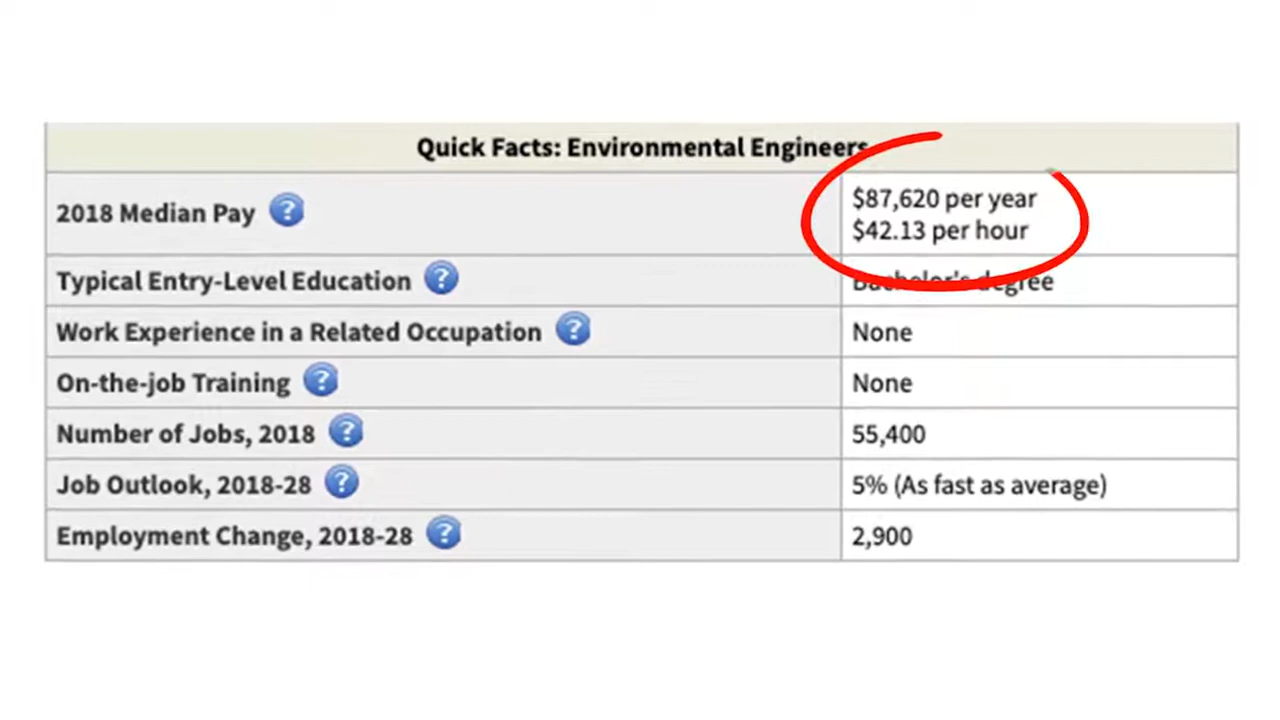 Quick Facts: Environmental Engineers
2018 Median Pay ? $87,620 per year
$42.13 per hour
Typical Entry-Level Education ? Bachelor's degree
Work Experience in a Related Occupation ? None
On-the-job Training ? None
Number of Jobs, 2018 ? 55,400
Job Outlook, 2018-28 ? 5% (As fast as average)
Employment Change, 2018-28 ? 2,900